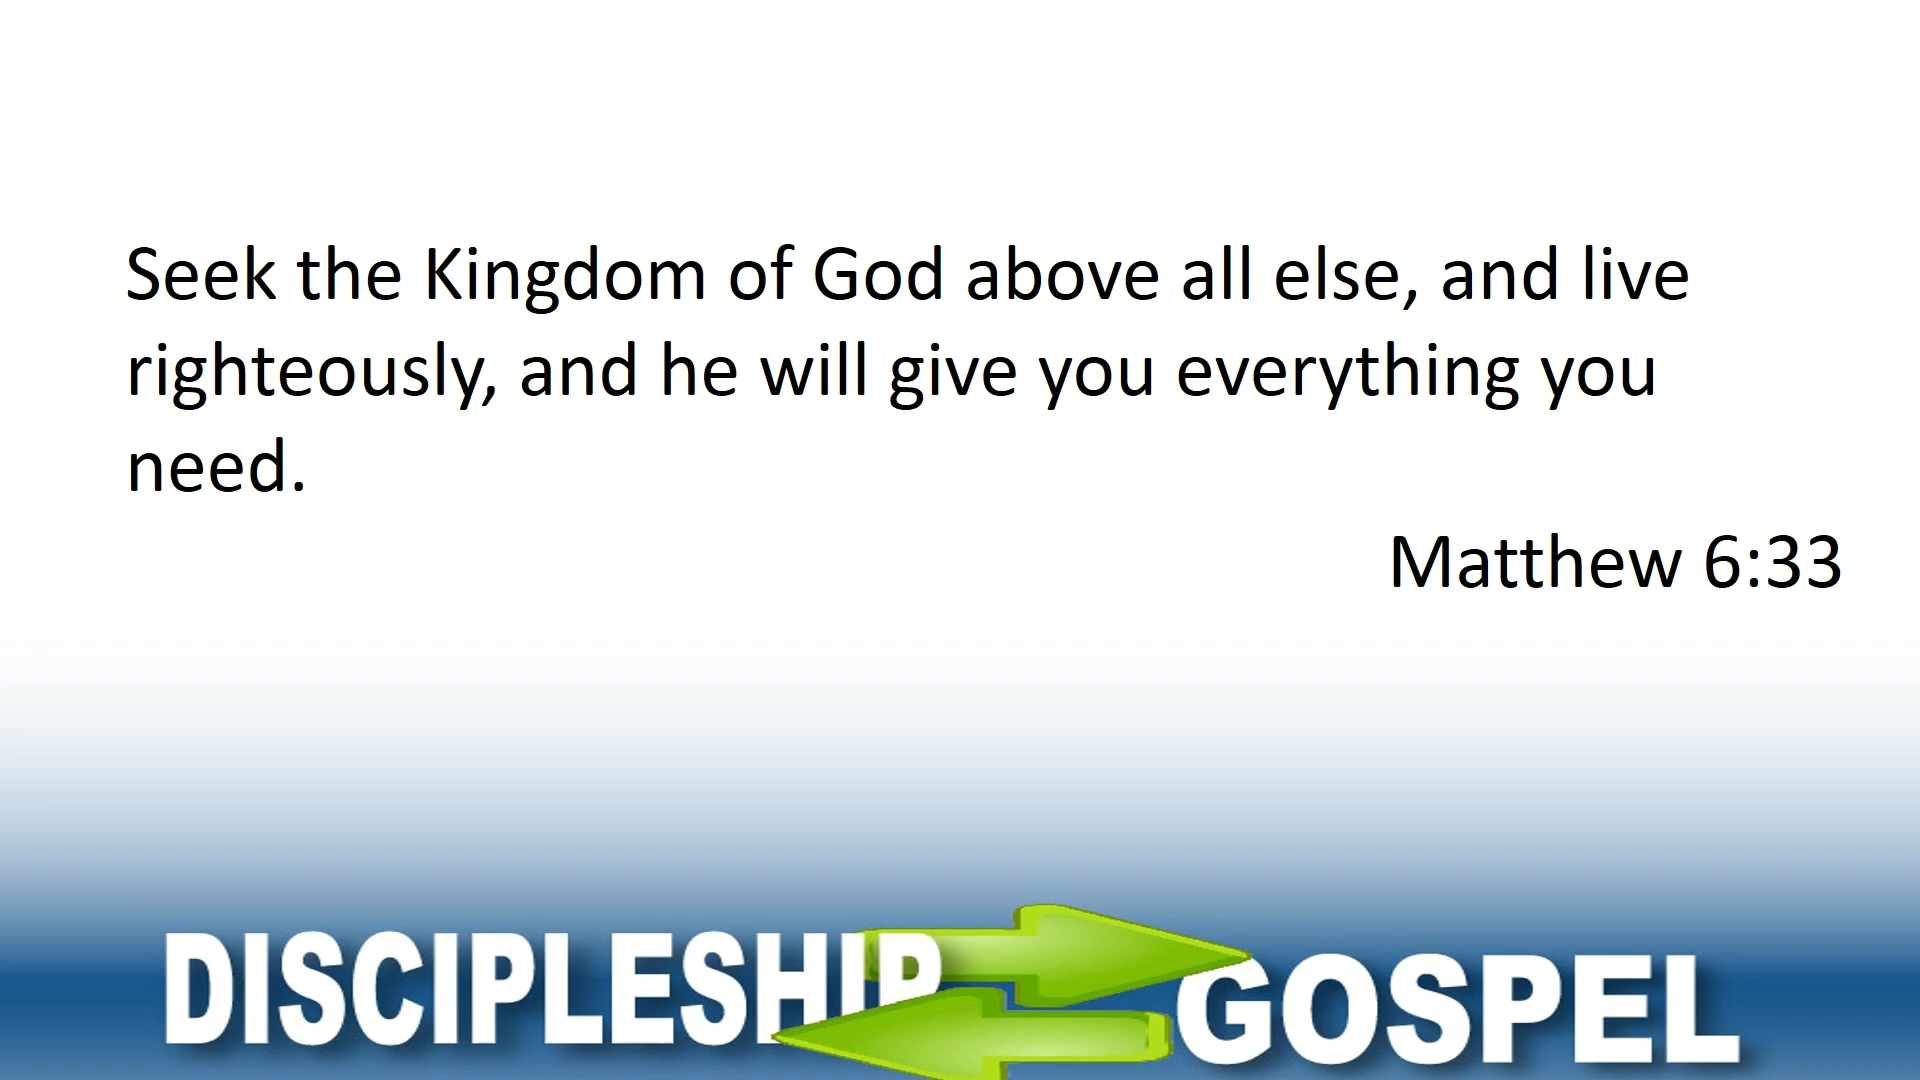 Seek the Kingdom of God above all else, and live
righteously, and he will give you everything you
need.
Matthew 6:33
DISCIPLESHIP
GOSPEL